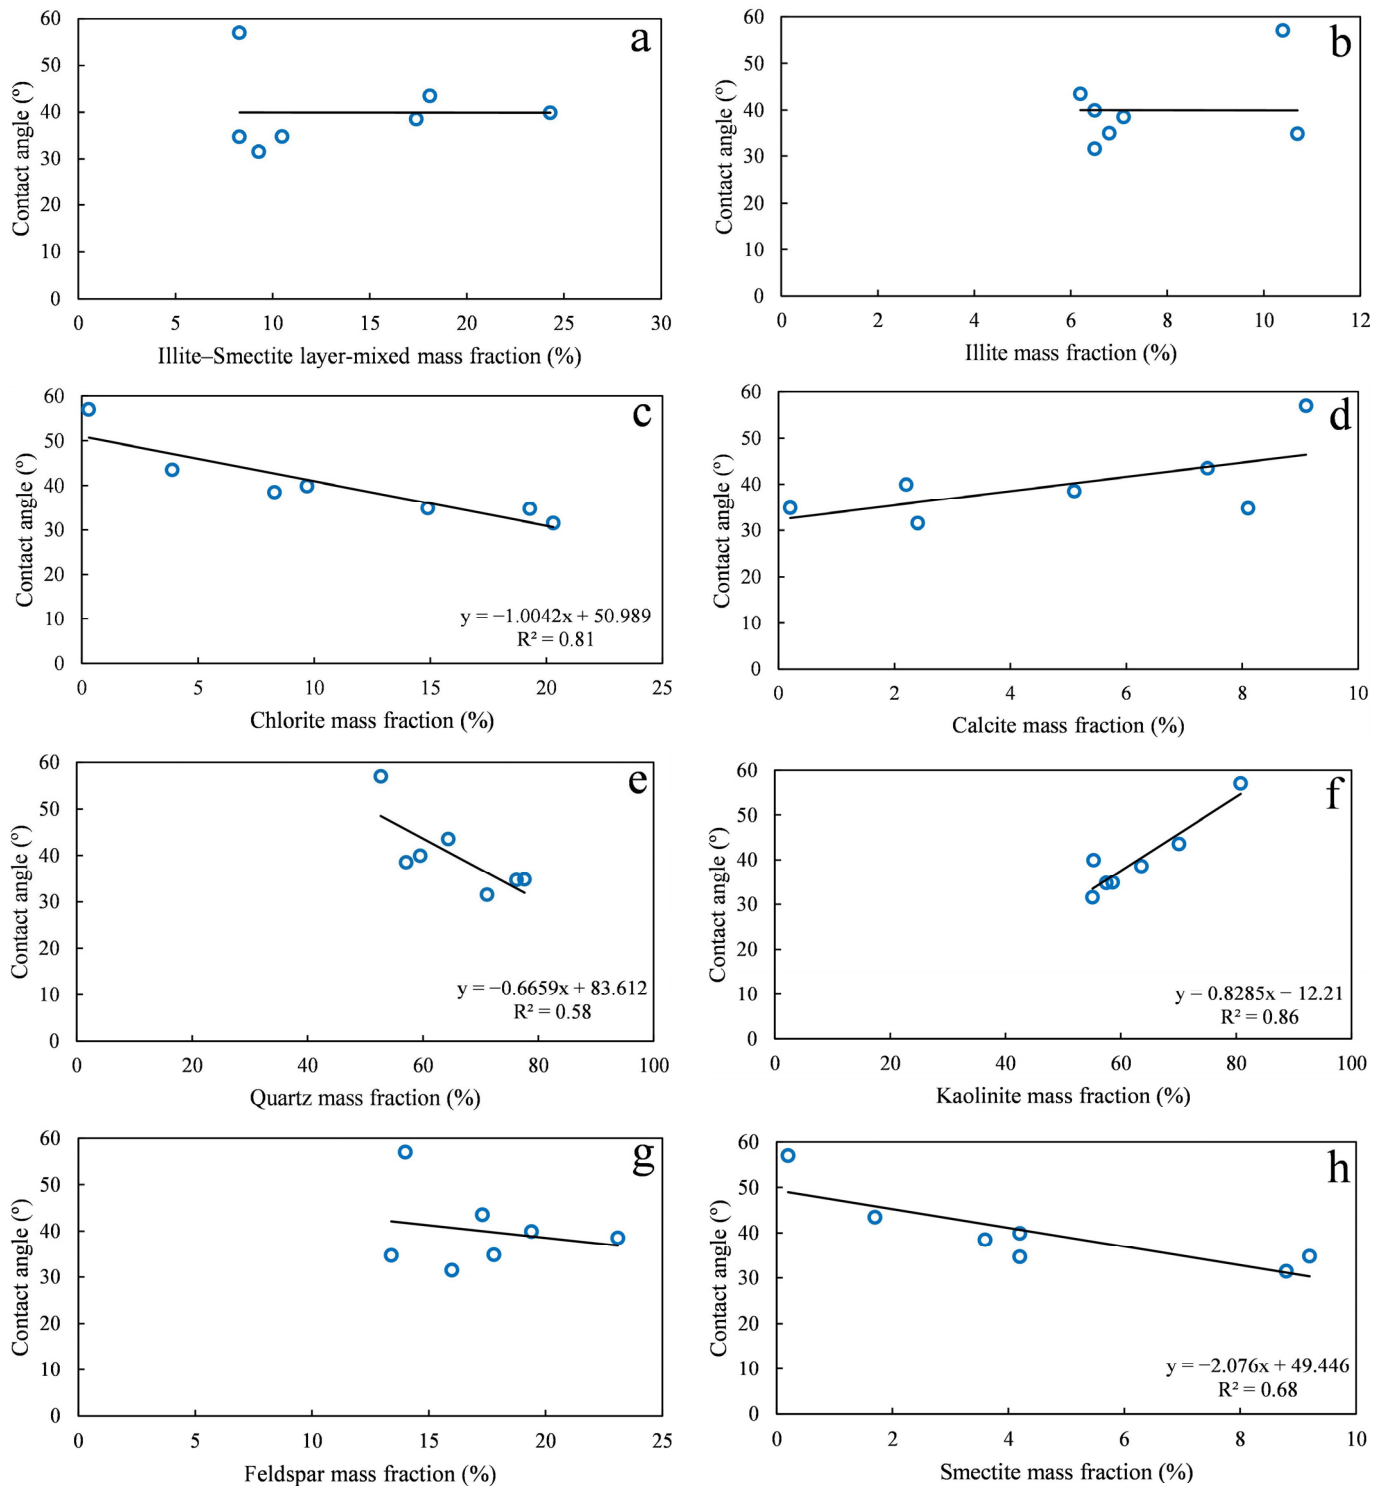 a
Contact angle (º)
60
50
40
30
20
10
0
0 5 10 15 20 25 30
Illite–Smectite layer-mixed mass fraction (%)
b
Contact angle (º)
60
50
40
30
20
10
0
0 2 4 6 8 10 12
Illite mass fraction (%)
c
Contact angle (º)
60
50
40
30
20
10
0
y = −1.0042x + 50.989
R² = 0.81
0 5 10 15 20 25
Chlorite mass fraction (%)
d
Contact angle (º)
60
50
40
30
20
10
0
0 2 4 6 8 10
Calcite mass fraction (%)
e
Contact angle (º)
60
50
40
30
20
10
0
y = −0.6659x + 83.612
R² = 0.58
0 20 40 60 80 100
Quartz mass fraction (%)
f
Contact angle (º)
60
50
40
30
20
10
0
y − 0.8285x − 12.21
R² = 0.86
0 20 40 60 80 100
Kaolinite mass fraction (%)
g
Contact angle (º)
60
50
40
30
20
10
0
0 5 10 15 20 25
Feldspar mass fraction (%)
h
Contact angle (º)
60
50
40
30
20
10
0
y = −2.076x + 49.446
R² = 0.68
0 2 4 6 8 10
Smectite mass fraction (%)